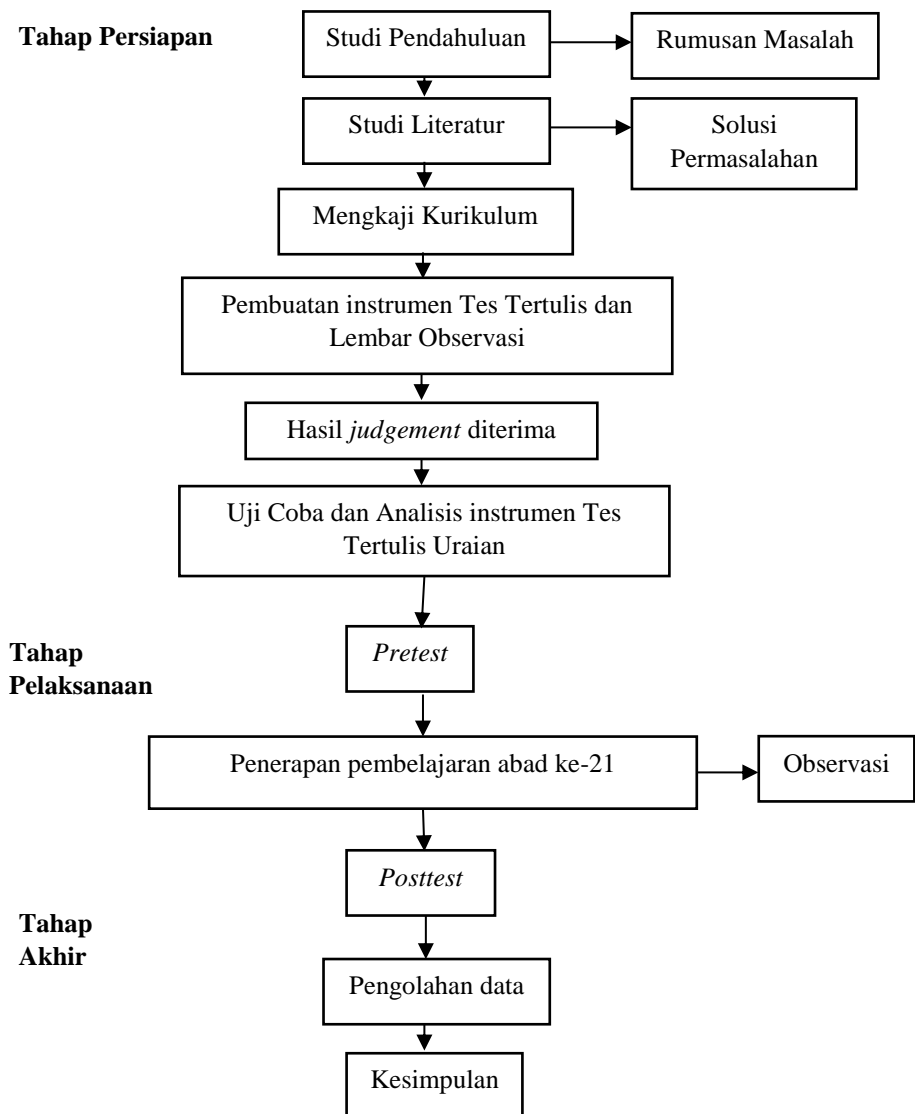 Tahap Persiapan
Studi Pendahuluan
Rumusan Masalah
Studi Literatur
Solusi
Permasalahan
Mengkaji Kurikulum
Pembuatan instrumen Tes Tertulis dan
Lembar Observasi
Hasil judgement diterima
Uji Coba dan Analisis instrumen Tes
Tertulis Uraian
Tahap
Pelaksanaan
Pretest
Penerapan pembelajaran abad ke-21
Observasi
Posttest
Tahap
Akhir
Pengolahan data
Kesimpulan